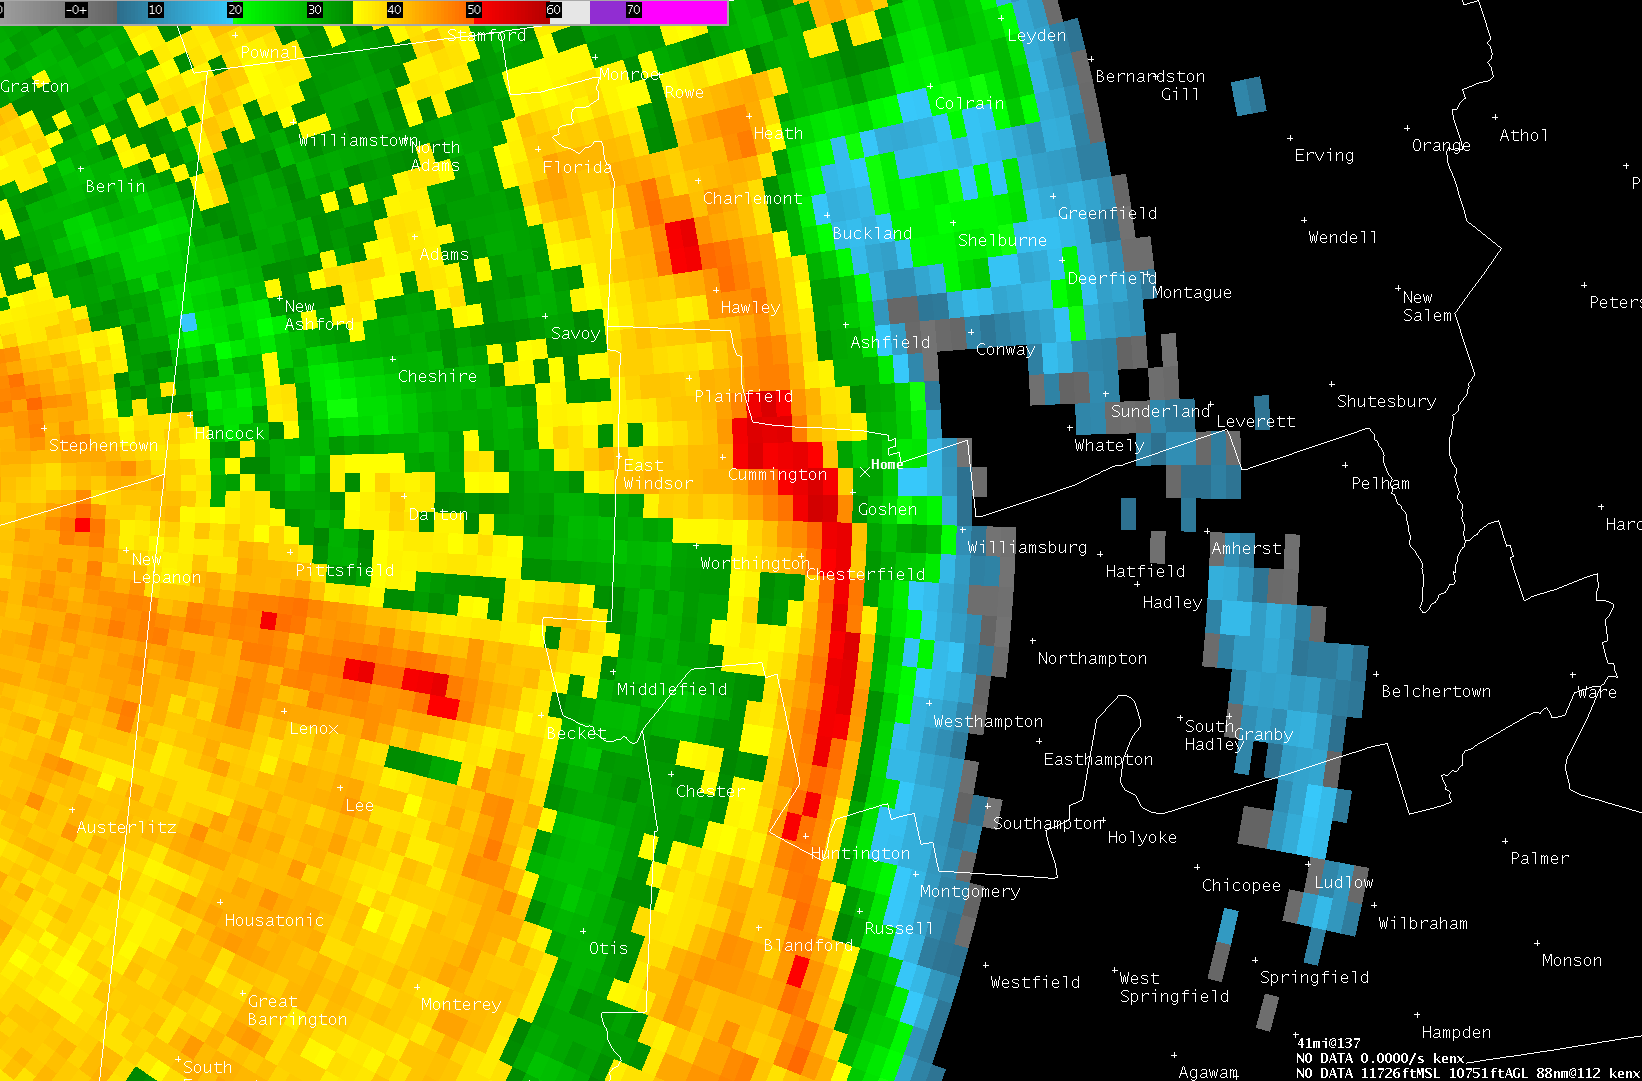 0 -0+ 10 20 30 40 50 60 70
Stamford
Leyden
Pownal
Monroe
Bernardston
Gill
Grafton
Rowe
Colrain
Heath
Orange
Athol
Williamstown
North
Adams
Erving
Florida
Berlin
Charlemont
P
Greenfield
Buckland
Shelburne
Wendell
Adams
Deerfield
Montague
New
Ashford
Hawley
New
Salem
Peters
Savoy
Ashfield
Conway
Cheshire
Plainfield
Sunderland
Leverett
Shutesbury
Stephentown
Hancock
Whately
Home
East
Windsor
Cummington
Pelham
Dalton
Goshen
Hard
New
Lebanon
Pittsfield
Worthington
Chesterfield
Williamsburg
Amherst
Hatfield
Hadley
Northampton
Middlefield
Belchertown
Ware
Lenox
Becket
Westhampton
South
Hadley
Granby
Easthampton
Chester
Lee
Austerlitz
Southampton
Holyoke
Huntington
Palmer
Chicopee
Ludlow
Montgomery
Housatonic
Russell
Wilbraham
Otis
Blandford
Monson
Westfield
West
Springfield
Springfield
Great
Barrington
Monterey
Hampden
41mi@137
NO DATA 0.0000/s kenx
South
Agawam
NO DATA 11726ftMSL 10751ftAGL 88nm@112 kenx